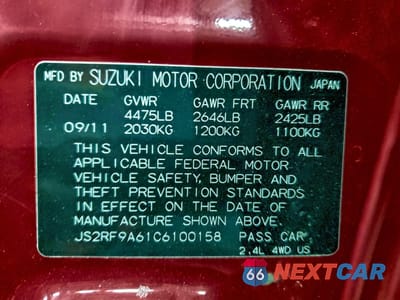 MFD BY SUZUKI MOTOR CORPORATION JAPAN
DATE GVWR GAWR FRT GAWR RR
4475LB 2646LB 2425LB
09/11 2030KG 1200KG 1100KG
THIS VEHICLE CONFORMS TO ALL
APPLICABLE FEDERAL MOTOR
VEHICLE SAFETY, BUMPER AND
THEFT PREVENTION STANDARDS
IN EFFECT ON THE DATE OF
MANUFACTURE SHOWN ABOVE.
JS2RF9A61C6100158 PASS CAR
2.4L 4WD US
66 NEXTCAR